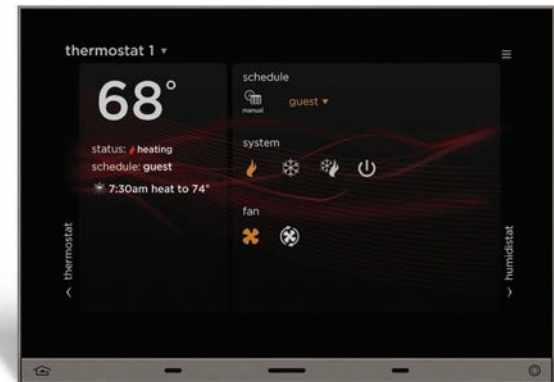 thermostat 1
68°
status: heating
schedule: guest
7:30am heat to 74°
schedule
manual
guest
system
fan
thermostat
humidistat